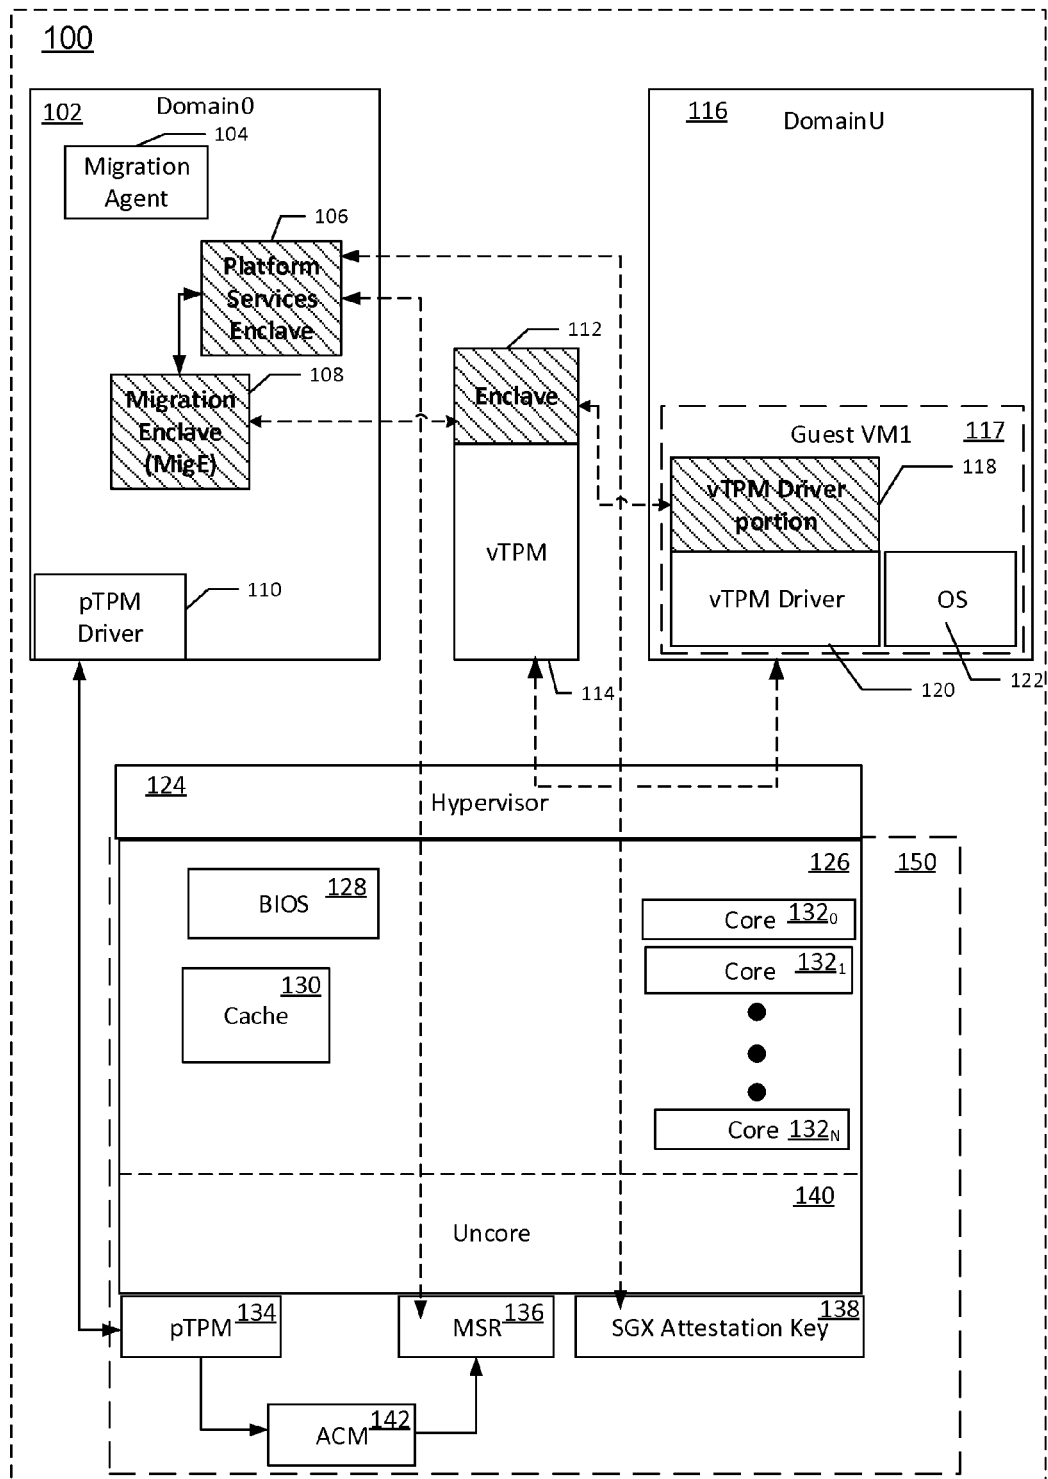 100
102
Domain0
104
Migration
Agent
106
Platform
Services
Enclave
108
Migration
Enclave
(MigE)
pTPM
Driver
110
112
Enclave
vTPM
114
116
DomainU
Guest VM1
117
118
vTPM Driver
portion
vTPM Driver
OS
120
122
124
Hypervisor
126
150
BIOS
128
Core 132₀
Core 132₁
130
Cache
Core 132N
140
Uncore
pTPM 134
MSR 136
SGX Attestation Key 138
ACM 142